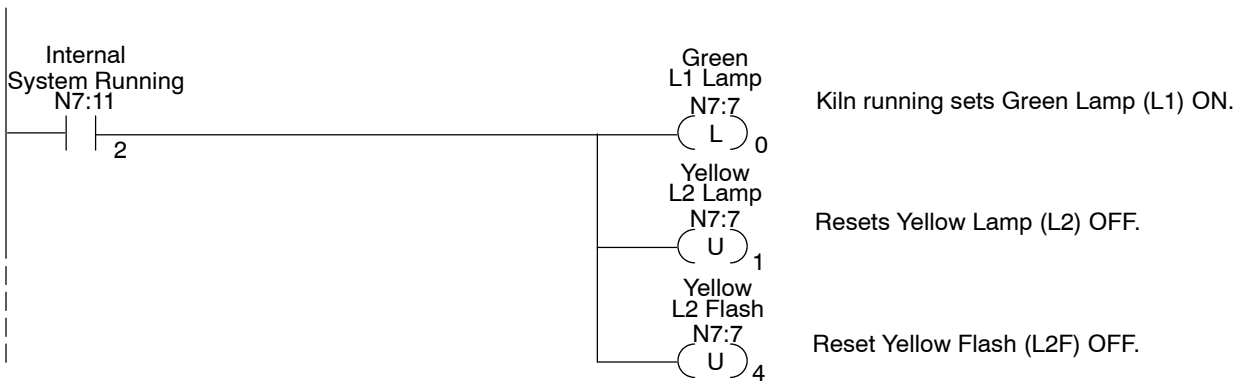 Internal
System Running
N7:11
2
Green
L1 Lamp
N7:7
L
0
Kiln running sets Green Lamp (L1) ON.
Yellow
L2 Lamp
N7:7
U
1
Resets Yellow Lamp (L2) OFF.
Yellow
L2 Flash
N7:7
U
4
Reset Yellow Flash (L2F) OFF.